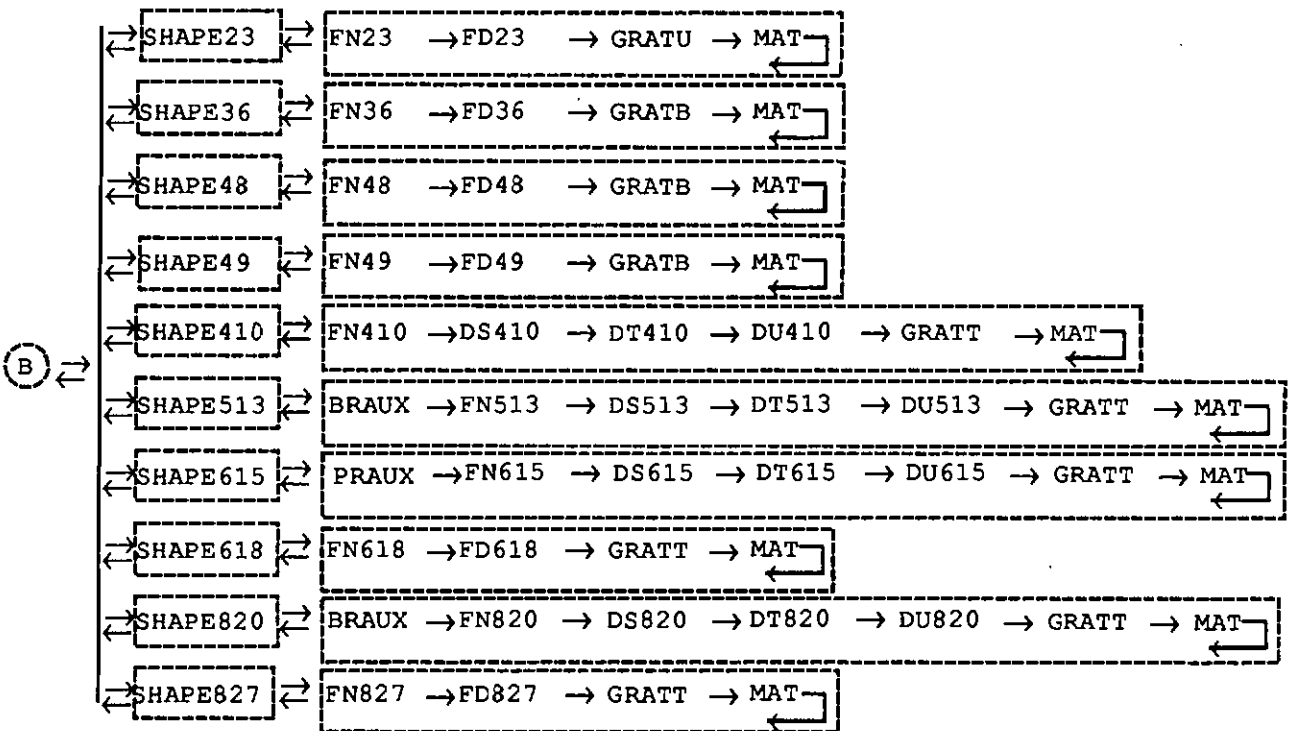 SHAPE23 FN23 → FD23 → GRATU → MAT
SHAPE36 FN36 → FD36 → GRATB → MAT
SHAPE48 FN48 → FD48 → GRATB → MAT
SHAPE49 FN49 → FD49 → GRATB → MAT
SHAPE410 FN410 → DS410 → DT410 → DU410 → GRATT → MAT
B
SHAPE513 BRAUX → FN513 → DS513 → DT513 → DU513 → GRATT → MAT
SHAPE615 PRAUX → FN615 → DS615 → DT615 → DU615 → GRATT → MAT
SHAPE618 FN618 → FD618 → GRATT → MAT
SHAPE820 BRAUX → FN820 → DS820 → DT820 → DU820 → GRATT → MAT
SHAPE827 FN827 → FD827 → GRATT → MAT